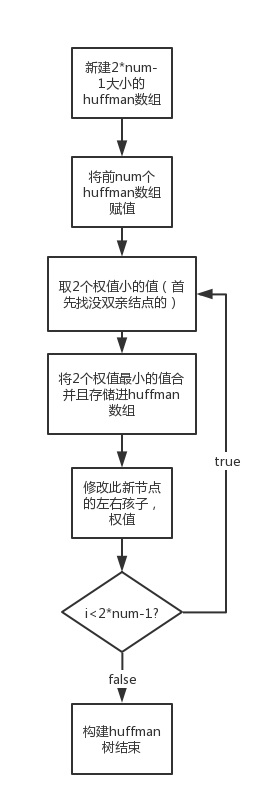 新建2*num-
1大小的
huffman数组
将前num个
huffman数组
赋值
取2个权值小的值（首
先找没双亲结点的）
将2个权值最小的值合
并且存储进huffman
数组
修改此新节点
的左右孩子，
权值
i<2*num-1?
true
false
构建huffman
树结束